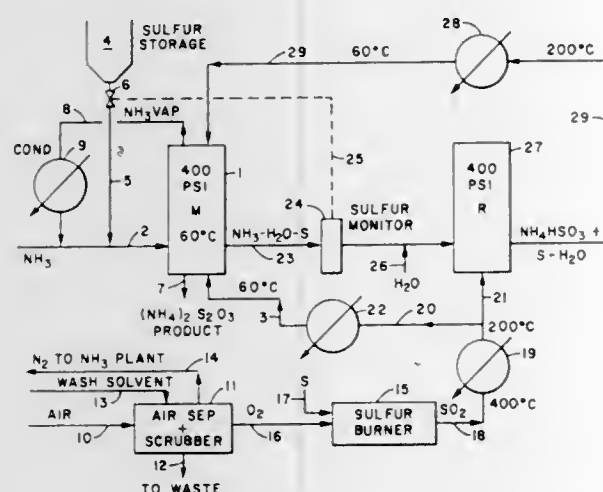 4
SULFUR
STORAGE
6
8
NH3 VAP
COND
9
5
2
NH3
400
PSI
M
60°C
1
7
(NH4)2 S2O3
PRODUCT
29
60°C
28
200°C
29
25
24
SULFUR
MONITOR
NH3-H2O-S
23
26
H2O
400
PSI
R
27
NH4HSO3 +
S-H2O
60°C
3
22
20
21
200°C
19
400°C
N2 TO NH3 PLANT
14
WASH SOLVENT
13
11
AIR
10
AIR SEP
+
SCRUBBER
12
TO WASTE
O2
16
S
17
15
SULFUR
BURNER
SO2
18